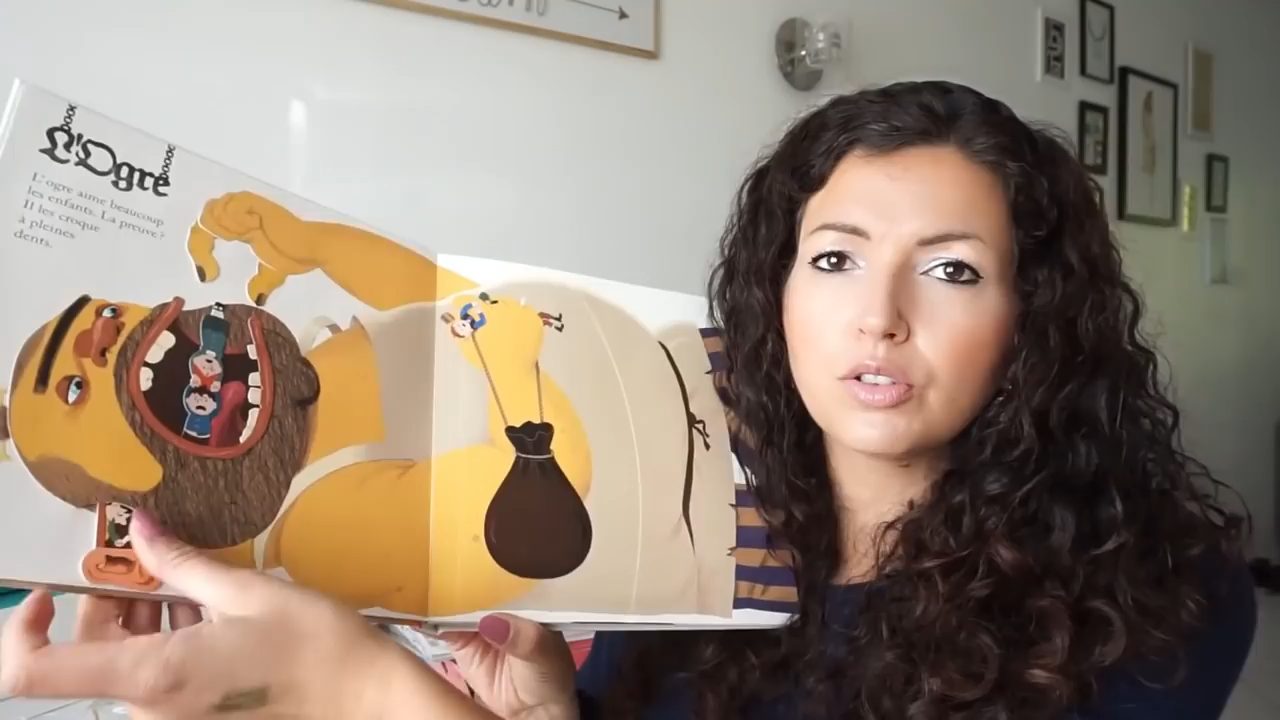 L'Ogre
L'ogre aime beaucoup
les enfants. La preuve?
Il les croque
à pleines
dents.